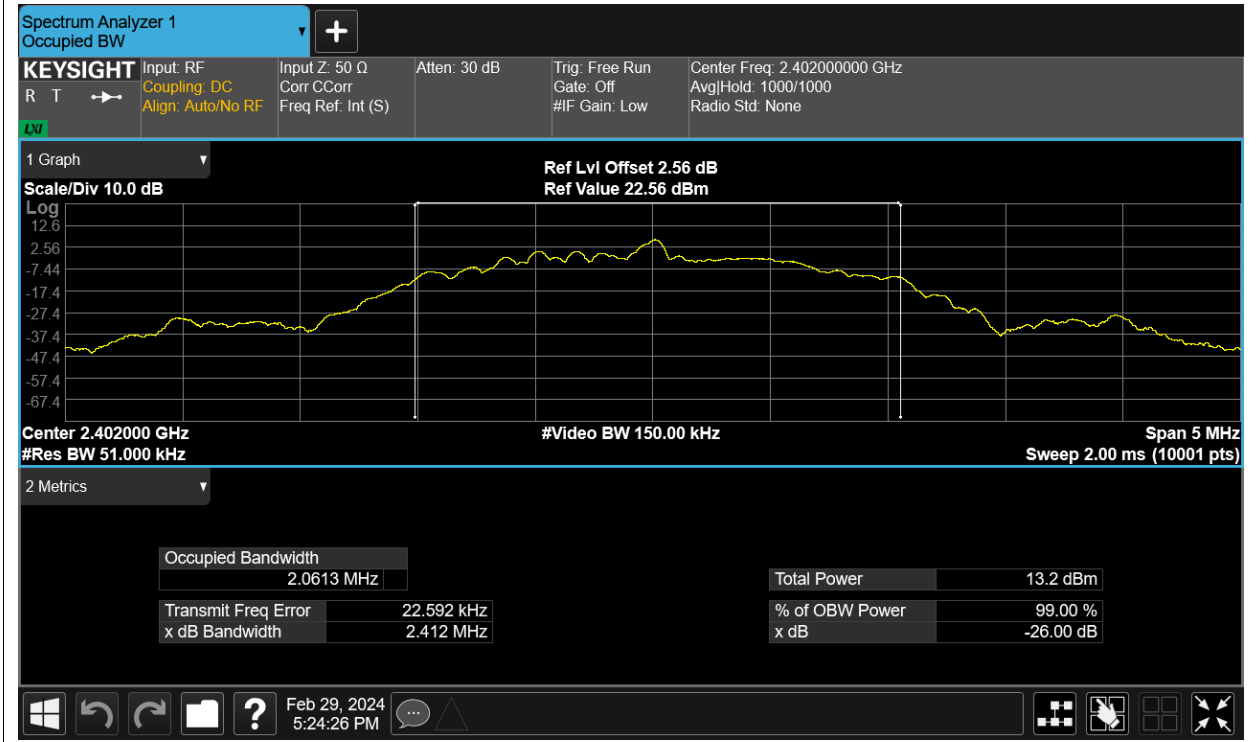 Spectrum Analyzer 1
Occupied BW
KEYSIGHT
R T
LXI
Input: RF
Coupling: DC
Align: Auto/No RF
Input Z: 50 Ω
Corr CCorr
Freq Ref: Int (S)
Atten: 30 dB
Trig: Free Run
Gate: Off
#IF Gain: Low
Center Freq: 2.402000000 GHz
Avg|Hold: 1000/1000
Radio Std: None
1 Graph
Scale/Div 10.0 dB
Ref Lvl Offset 2.56 dB
Ref Value 22.56 dBm
Log
12.6
2.56
-7.44
-17.4
-27.4
-37.4
-47.4
-57.4
-67.4
Center 2.402000 GHz
#Video BW 150.00 kHz
Span 5 MHz
#Res BW 51.000 kHz
Sweep 2.00 ms (10001 pts)
2 Metrics
Occupied Bandwidth
2.0613 MHz
Total Power 13.2 dBm
Transmit Freq Error 22.592 kHz
% of OBW Power 99.00 %
x dB Bandwidth 2.412 MHz
x dB -26.00 dB
?
Feb 29, 2024
5:24:26 PM